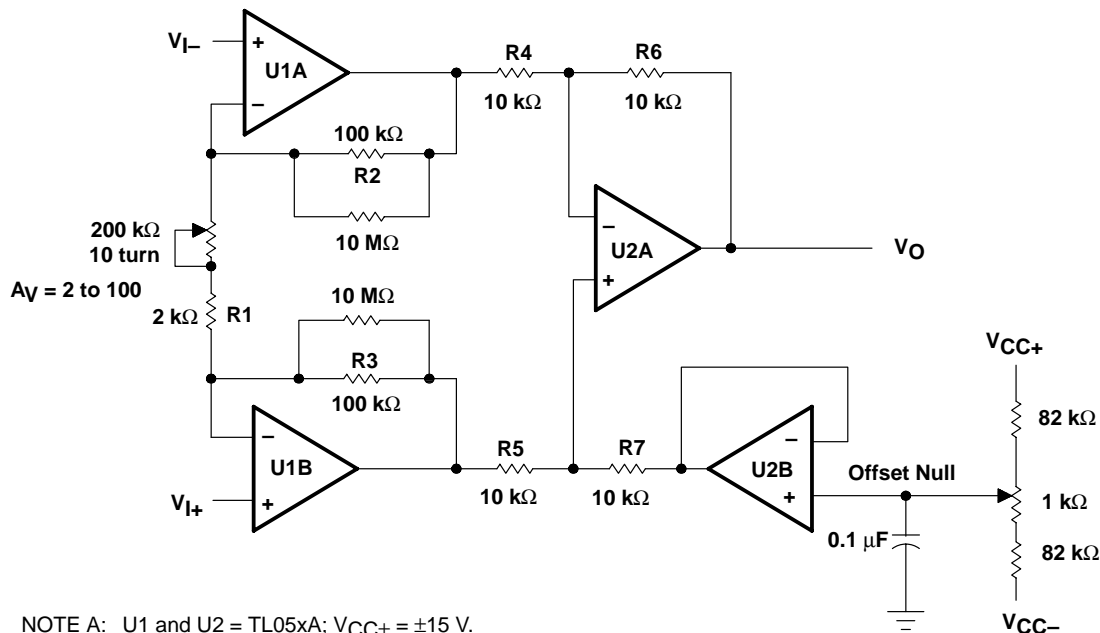 VI–
+
U1A
–
R4
10 kΩ
R6
10 kΩ
100 kΩ
R2
10 MΩ
200 kΩ
10 turn
AV = 2 to 100
2 kΩ
R1
–
U2A
+
VO
10 MΩ
R3
100 kΩ
–
U1B
+
VI+
R5
10 kΩ
R7
10 kΩ
–
U2B
+
Offset Null
0.1 μF
VCC+
82 kΩ
1 kΩ
82 kΩ
VCC–
NOTE A: U1 and U2 = TL05xA; VCC± = ±15 V.